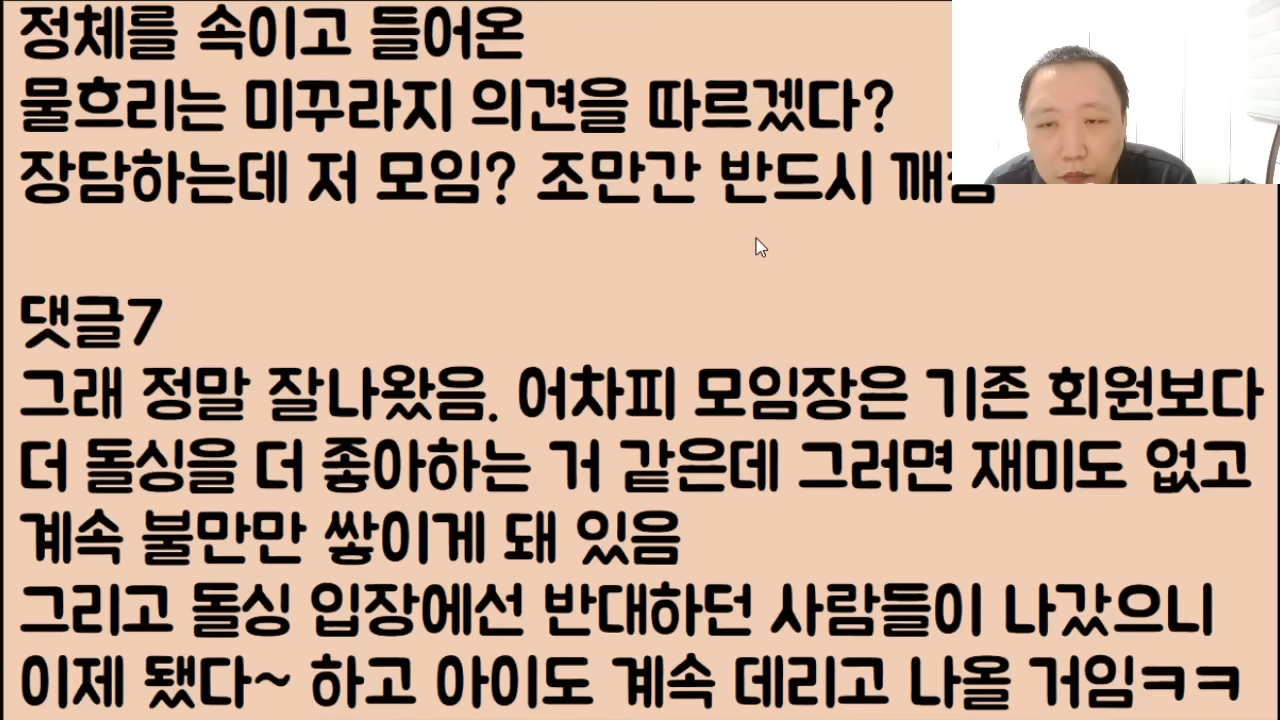 정체를 속이고 들어온
물흐리는 미꾸라지 의견을 따르겠다?
장담하는데 저 모임? 조만간 반드시
댓글7
그래 정말 잘나왔음. 어차피 모임장은 기존 회원보다
더 돌싱을 더 좋아하는 거 같은데 그러면 재미도 없고
계속 불만만 쌓이게 돼 있음
그리고 돌싱 입장에선 반대하던 사람들이 나갔으니
이제 됐다~ 하고 아이도 계속 데리고 나올 거임ㅋㅋ